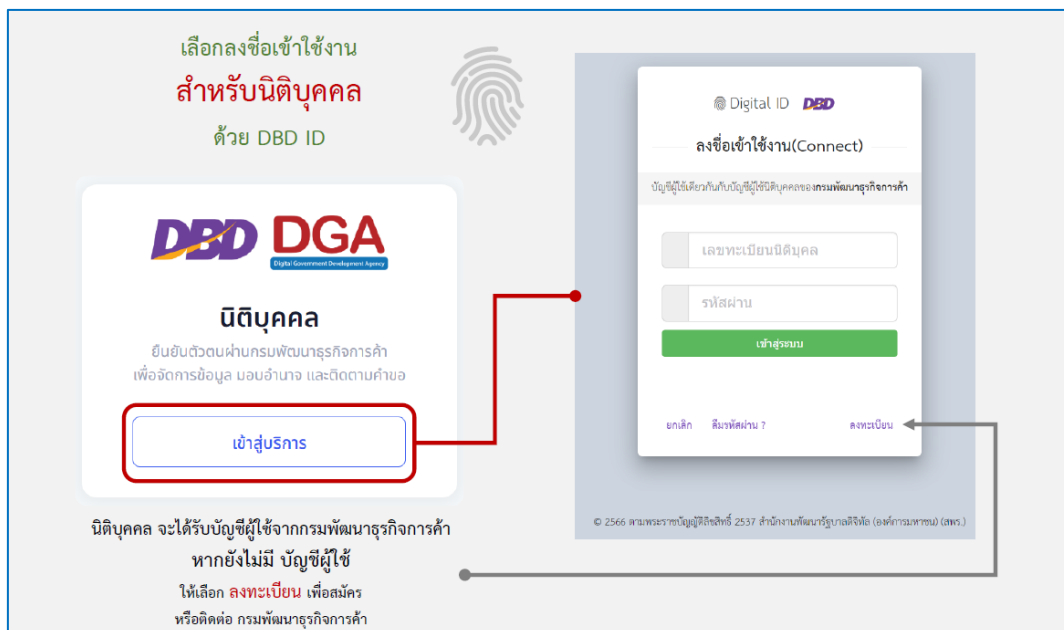 เลือกลงชื่อเข้าใช้งาน
สำหรับนิติบุคคล
ด้วย DBD ID
DBD DGA
Digital Government Development Agency
นิติบุคคล
ยืนยันตัวตนผ่านกรมพัฒนาธุรกิจการค้า
เพื่อจัดการข้อมูล มอบอำนาจ และติดตามคำขอ
เข้าสู่บริการ
นิติบุคคล จะได้รับบัญชีผู้ใช้จากกรมพัฒนาธุรกิจการค้า
หากยังไม่มี บัญชีผู้ใช้
ให้เลือก ลงทะเบียน เพื่อสมัคร
หรือติดต่อ กรมพัฒนาธุรกิจการค้า
Digital ID DBD
ลงชื่อเข้าใช้งาน(Connect)
บัญชีผู้ใช้เดียวกันกับบัญชีผู้ใช้นิติบุคคลของกรมพัฒนาธุรกิจการค้า
เลขทะเบียนนิติบุคล
รหัสผ่าน
เข้าสู่ระบบ
ยกเลิก ลืมรหัสผ่าน ? ลงทะเบียน
© 2566 ตามพระราชบัญญัติลิขสิทธิ์ 2537 สำนักงานพัฒนารัฐบาลดิจิทัล (องค์การมหาชน) (สพร.)